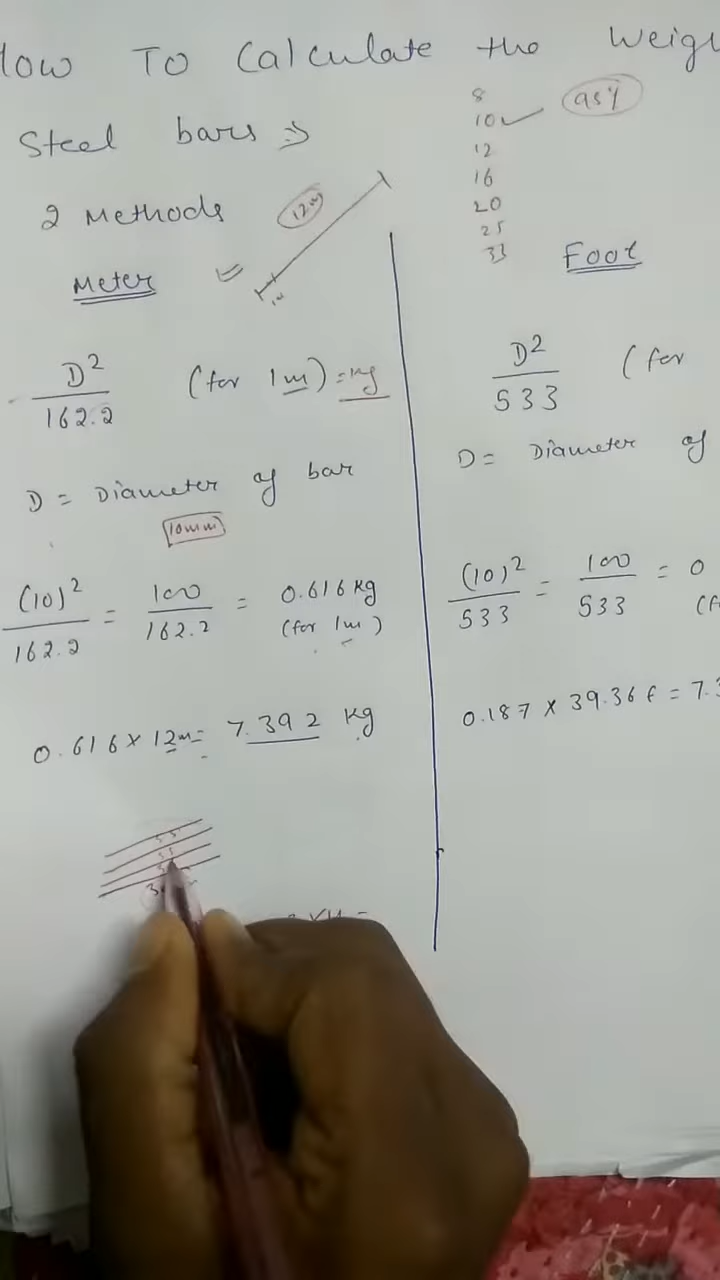 How To Calculate the Weigh
Steel bars :-
8
10 ✓
12
16
20
25
33
2 Methods
12m
Meter =
D²/162.2 (for 1m) = kg
D = Diameter of bar
10mm
(10)²/162.2 = 100/162.2 = 0.616 kg
(for 1m)
0.616 x 12m = 7.392 kg
Foot
D²/533 (for
D = Diameter of
(10)²/533 = 100/533 = 0
0.187 x 39.36 f = 7.3